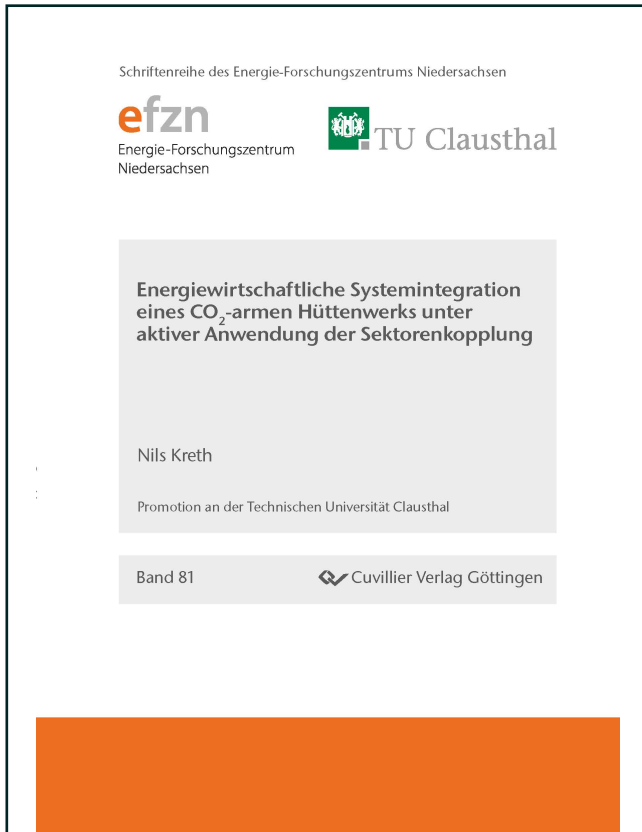 Schriftenreihe des Energie-Forschungszentrums Niedersachsen
efzn
Energie-Forschungszentrum
Niedersachsen
TU Clausthal
Energiewirtschaftliche Systemintegration
eines CO₂-armen Hüttenwerks unter
aktiver Anwendung der Sektorenkopplung
Nils Kreth
Promotion an der Technischen Universität Clausthal
Band 81
Cuvillier Verlag Göttingen